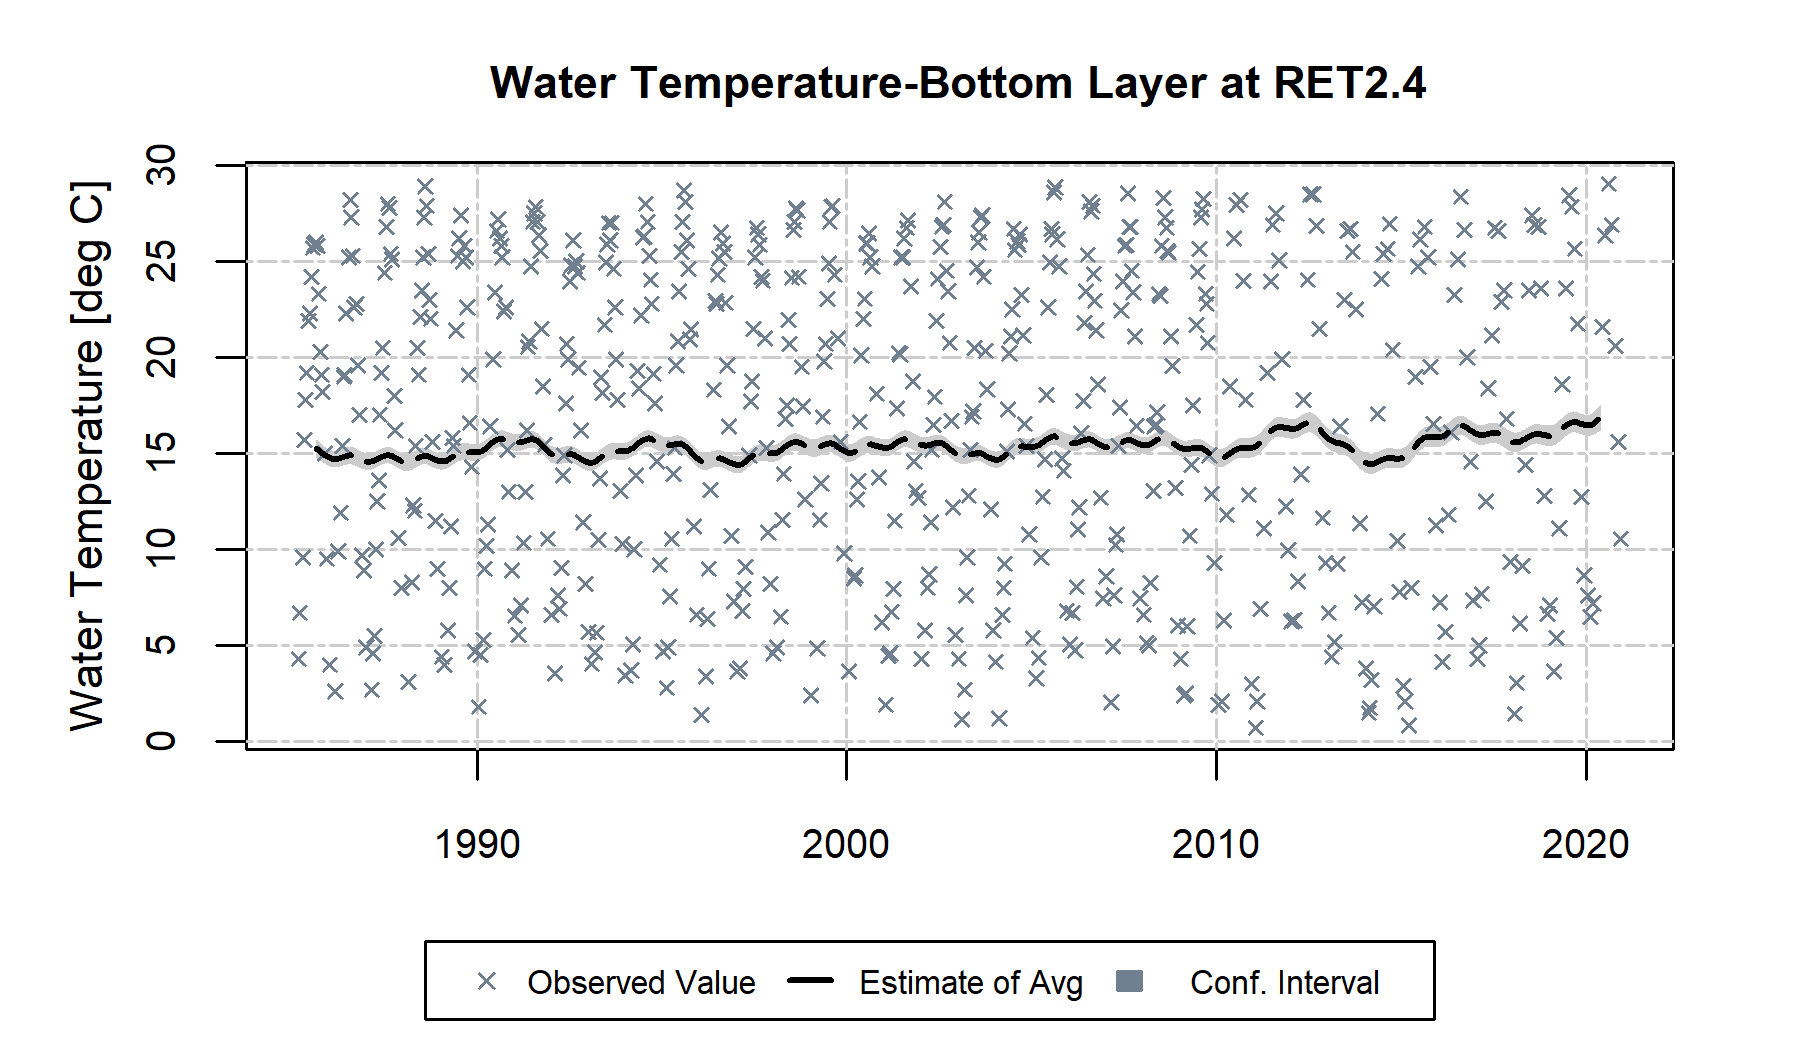 Water Temperature-Bottom Layer at RET2.4
Water Temperature [deg C]
30
25
20
15
10
5
0
1990 2000 2010 2020
Observed Value Estimate of Avg Conf. Interval